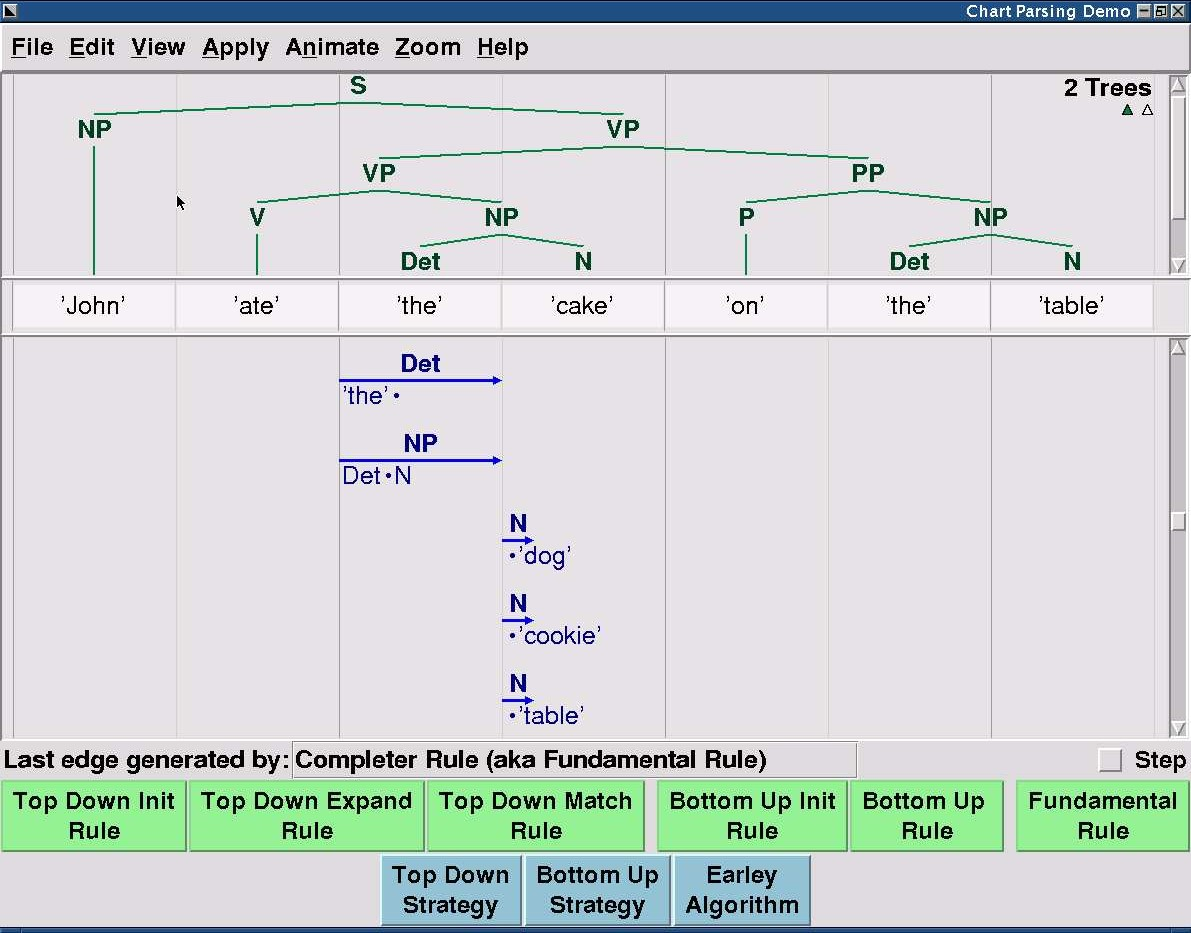 Chart Parsing Demo
File Edit View Apply Animate Zoom Help
S 2 Trees
NP VP
VP PP
V NP P NP
Det N Det N
'John' 'ate' 'the' 'cake' 'on' 'the' 'table'
Det
'the' •
NP
Det • N
N
• 'dog'
N
• 'cookie'
N
• 'table'
Last edge generated by: Completer Rule (aka Fundamental Rule) Step
Top Down Init Rule
Top Down Expand Rule
Top Down Match Rule
Bottom Up Init Rule
Bottom Up Rule
Fundamental Rule
Top Down Strategy
Bottom Up Strategy
Earley Algorithm